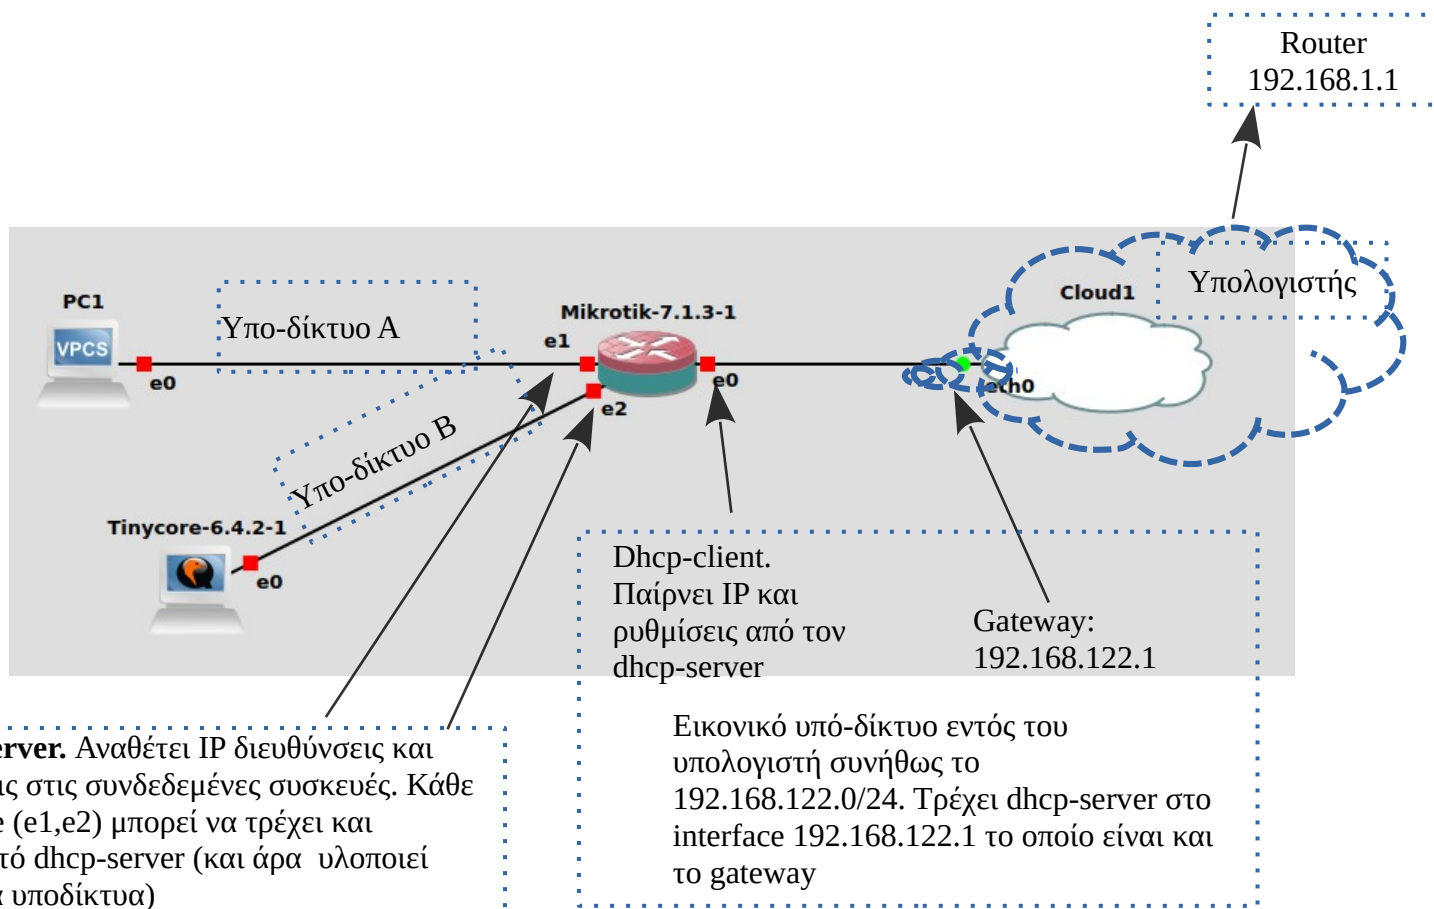 Router
192.168.1.1
Υπολογιστής
Cloud1
PC1
VPCS
e0
Υπο-δίκτυο Α
Mikrotik-7.1.3-1
e1
e2
e0
eth0
Υπο-δίκτυο Β
Tinycore-6.4.2-1
e0
Dhcp-client.
Παίρνει IP και
ρυθμίσεις από τον
dhcp-server
Gateway:
192.168.122.1
Εικονικό υπό-δίκτυο εντός του
υπολογιστή συνήθως το
192.168.122.0/24. Τρέχει dhcp-server στο
interface 192.168.122.1 το οποίο είναι και
το gateway
erver. Αναθέτει IP διευθύνσεις και
ις στις συνδεδεμένες συσκευές. Κάθε
e (e1,e2) μπορεί να τρέχει και
τό dhcp-server (και άρα υλοποιεί
α υποδίκτυα)